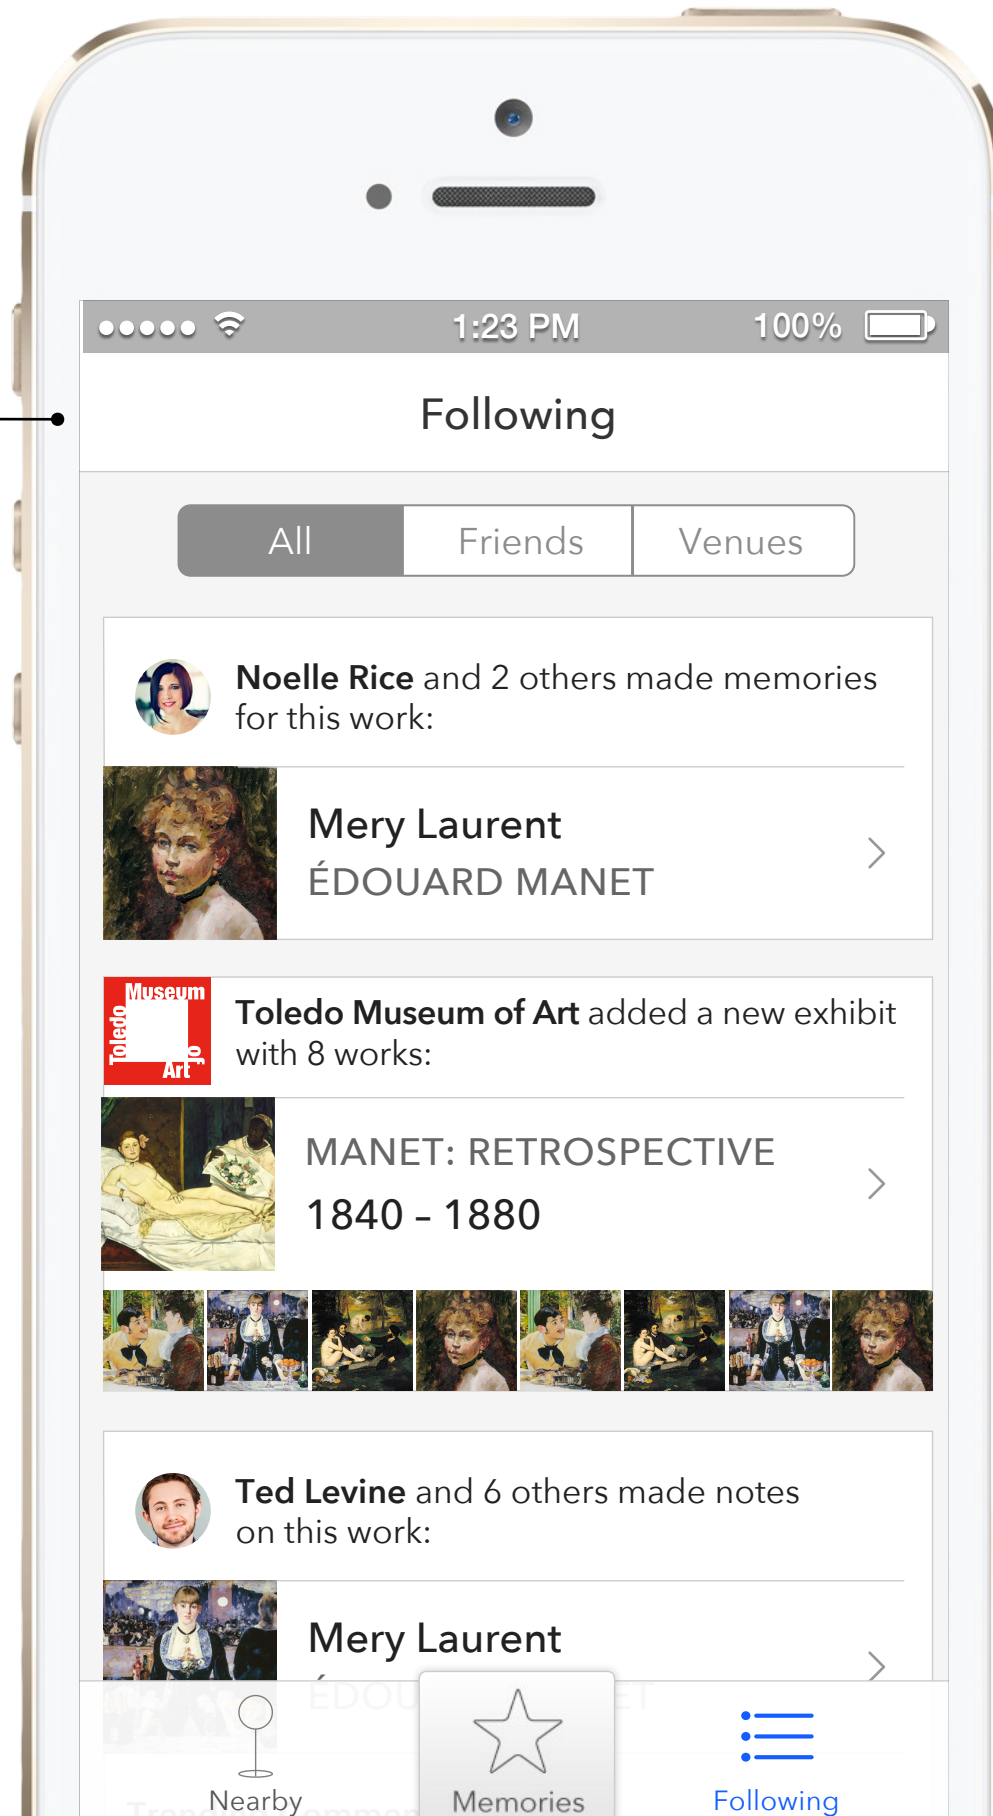 1:23 PM 100%
Following
All Friends Venues
Noelle Rice and 2 others made memories
for this work:
Mery Laurent
ÉDOUARD MANET
Toledo Museum of Art
Toledo Museum of Art added a new exhibit
with 8 works:
MANET: RETROSPECTIVE
1840 – 1880
Ted Levine and 6 others made notes
on this work:
Mery Laurent
Nearby Memories Following